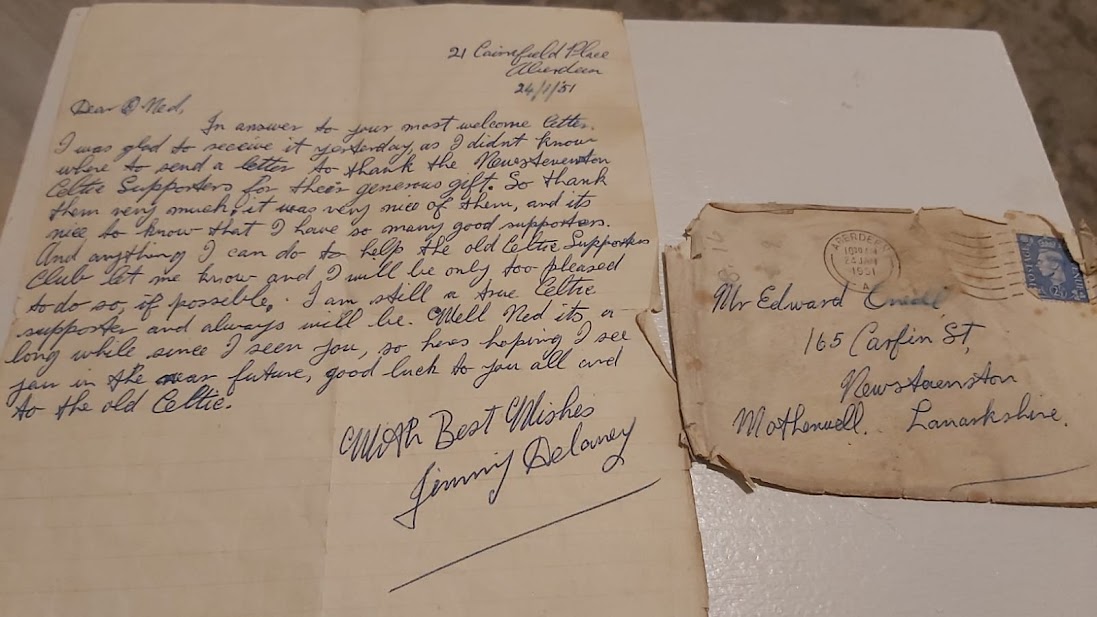 21 Cairnfield Place
Aberdeen
24/1/51
Dear Ned,
In answer to your most welcome letter.
I was glad to receive it yesterday, as I didnt know
where to send a letter to thank the Newstevenston
Celtic Supporters for their generous gift. So thank
them very much, it was very nice of them, and its
nice to know that I have so many good supporters.
And anything I can do to help the old Celtic Supporters
Club let me know and I will be only too pleased
to do so, if possible. I am still a true Celtic
supporter and always will be. Well Ned its a
long while since I seen you, so heres hoping I see
you in the near future, good luck to you all and
to the old Celtic.
With Best Wishes
Jimmy Delaney
ABERDEEN
24 JAN
1951
A
POSTAGE
Mr Edward
165 Carfin St,
Newstevenston
Motherwell. Lanarkshire.